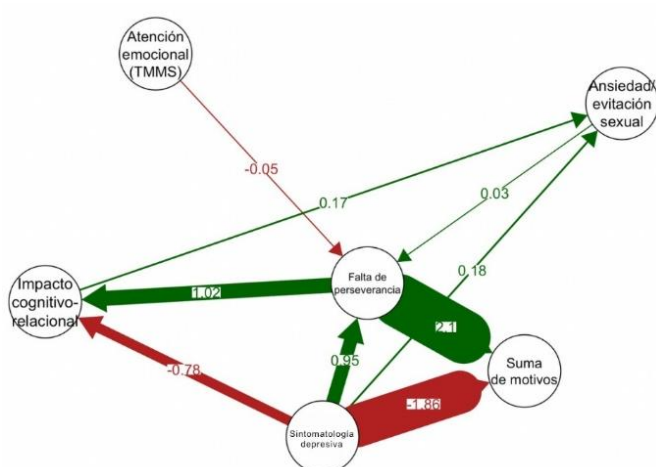 Atención
emocional
(TMMS)
Ansiedad/
evitación
sexual
-0.05
0.17
0.03
Impacto
cognitivo-
relacional
1.02
Falta de
perseverancia
0.18
2.1
-0.78
0.95
Suma
de motivos
-1.86
Sintomatología
depresiva